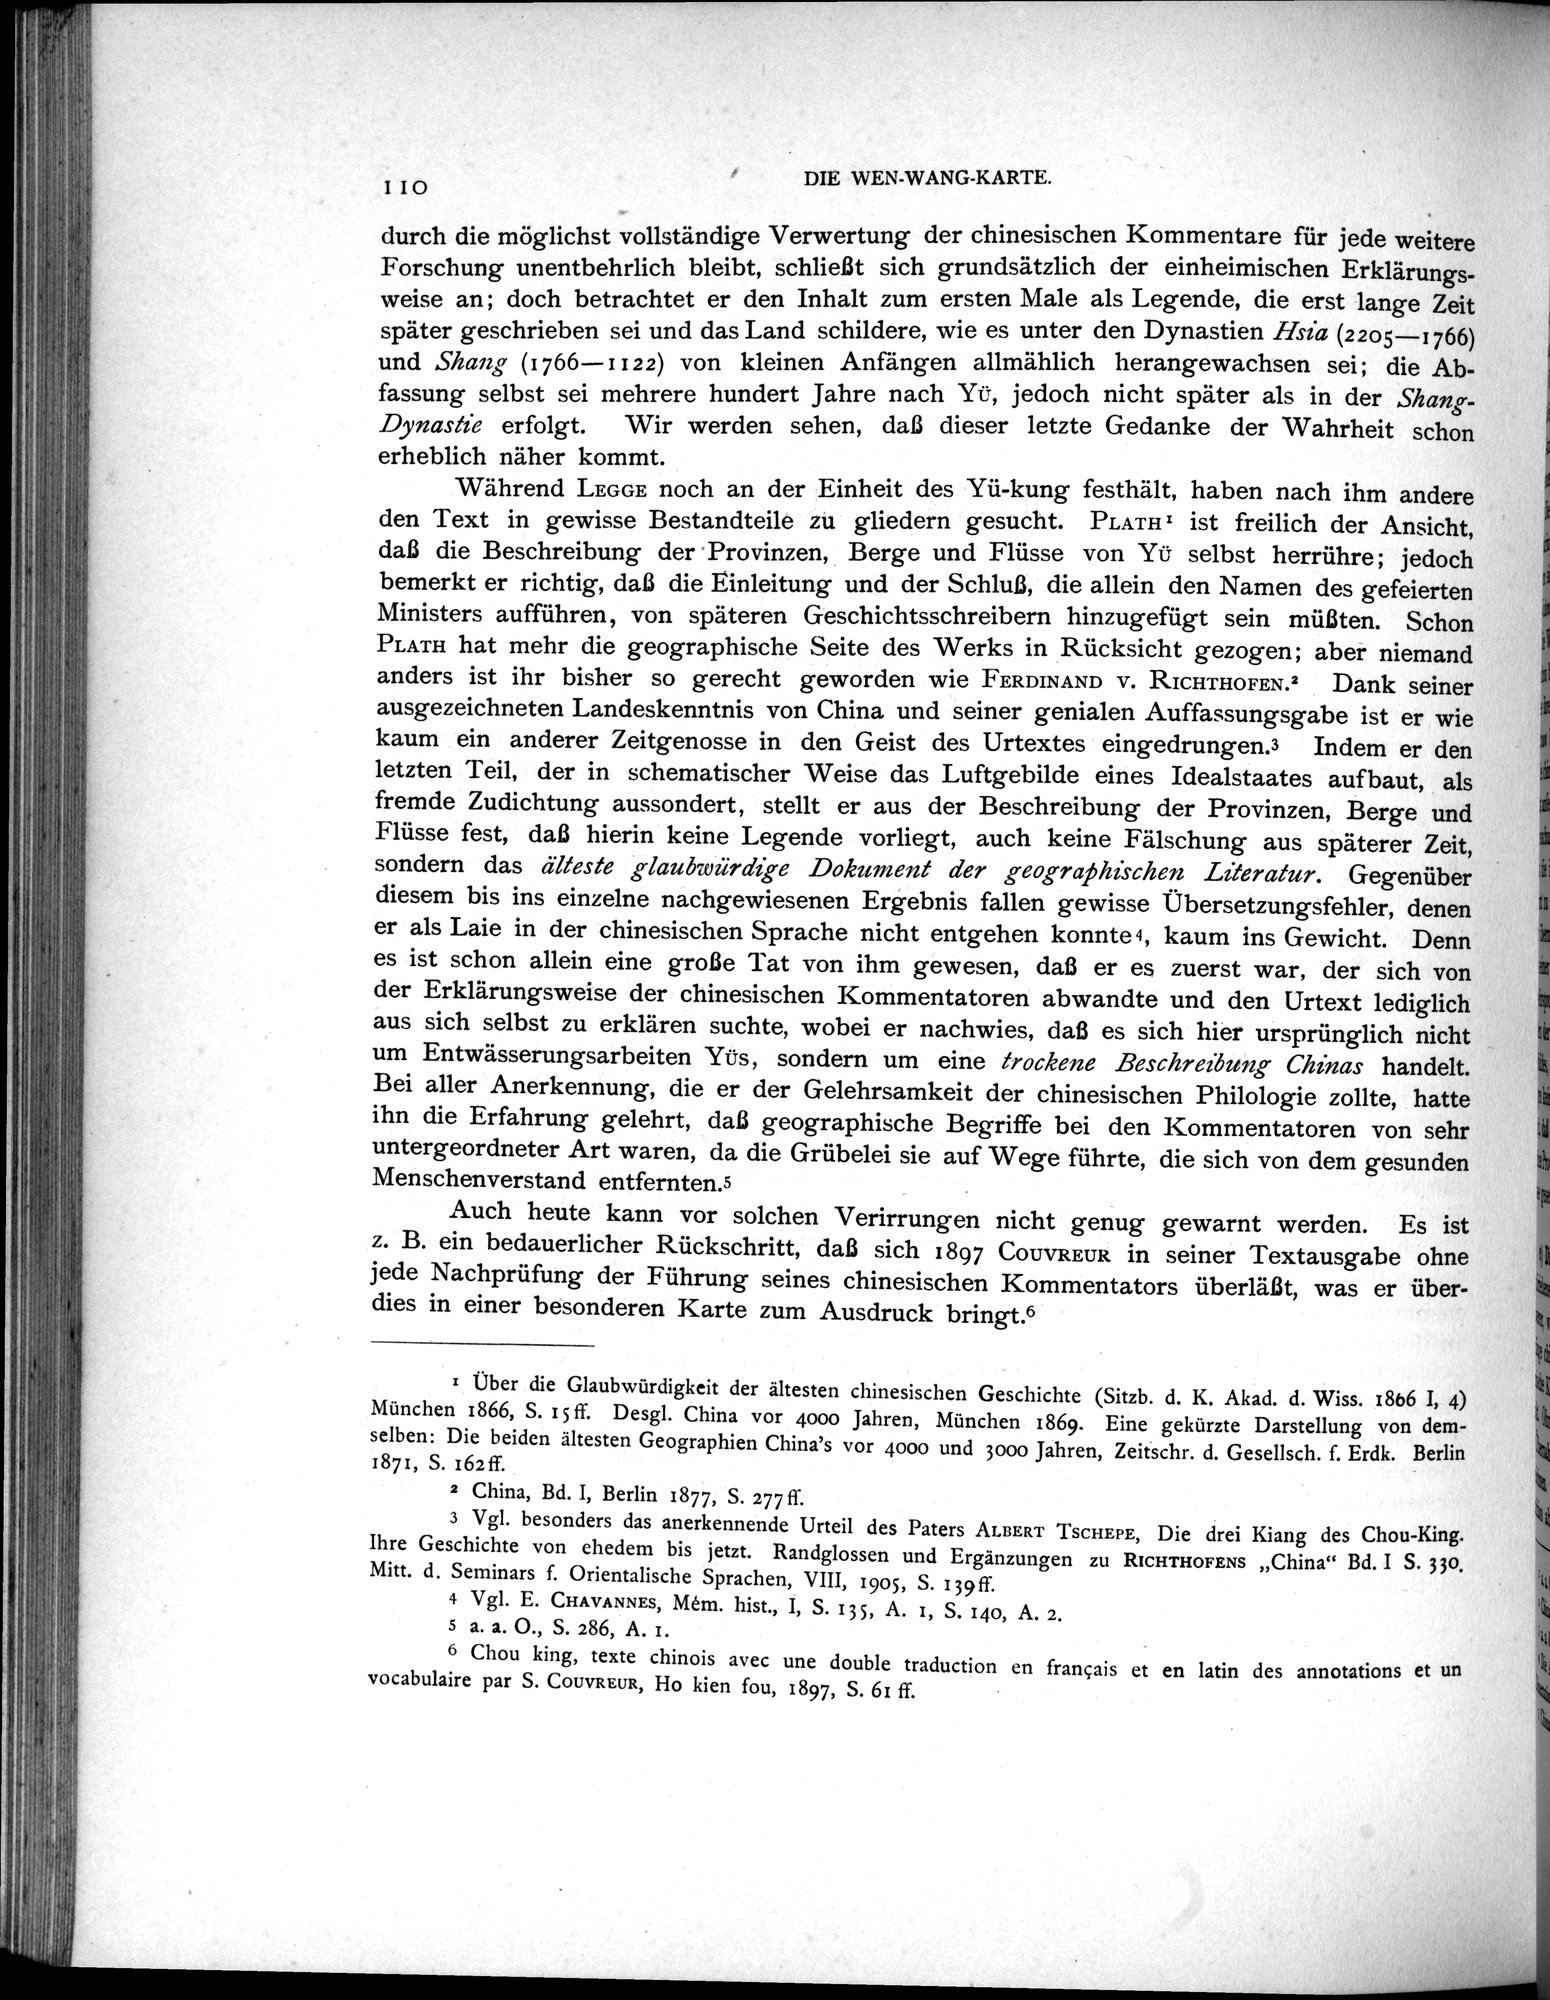 110
DIE WEN-WANG-KARTE.
durch die möglichst vollständige Verwertung der chinesischen Kommentare für jede weitere
Forschung unentbehrlich bleibt, schließt sich grundsätzlich der einheimischen Erklärungs-
weise an; doch betrachtet er den Inhalt zum ersten Male als Legende, die erst lange Zeit
später geschrieben sei und das Land schildere, wie es unter den Dynastien Hsia (2205—1766)
und Shang (1766—1122) von kleinen Anfängen allmählich herangewachsen sei; die Ab-
fassung selbst sei mehrere hundert Jahre nach YÜ, jedoch nicht später als in der Shang-
Dynastie erfolgt. Wir werden sehen, daß dieser letzte Gedanke der Wahrheit schon
erheblich näher kommt.
Während LEGGE noch an der Einheit des Yü-kung festhält, haben nach ihm andere
den Text in gewisse Bestandteile zu gliedern gesucht. PLATH¹ ist freilich der Ansicht,
daß die Beschreibung der Provinzen, Berge und Flüsse von YÜ selbst herrühre; jedoch
bemerkt er richtig, daß die Einleitung und der Schluß, die allein den Namen des gefeierten
Ministers aufführen, von späteren Geschichtsschreibern hinzugefügt sein müßten. Schon
PLATH hat mehr die geographische Seite des Werks in Rücksicht gezogen; aber niemand
anders ist ihr bisher so gerecht geworden wie FERDINAND V. RICHTHOFEN.² Dank seiner
ausgezeichneten Landeskenntnis von China und seiner genialen Auffassungsgabe ist er wie
kaum ein anderer Zeitgenosse in den Geist des Urtextes eingedrungen.³ Indem er den
letzten Teil, der in schematischer Weise das Luftgebilde eines Idealstaates aufbaut, als
fremde Zudichtung aussondert, stellt er aus der Beschreibung der Provinzen, Berge und
Flüsse fest, daß hierin keine Legende vorliegt, auch keine Fälschung aus späterer Zeit,
sondern das älteste glaubwürdige Dokument der geographischen Literatur. Gegenüber
diesem bis ins einzelne nachgewiesenen Ergebnis fallen gewisse Übersetzungsfehler, denen
er als Laie in der chinesischen Sprache nicht entgehen konnte⁴, kaum ins Gewicht. Denn
es ist schon allein eine große Tat von ihm gewesen, daß er es zuerst war, der sich von
der Erklärungsweise der chinesischen Kommentatoren abwandte und den Urtext lediglich
aus sich selbst zu erklären suchte, wobei er nachwies, daß es sich hier ursprünglich nicht
um Entwässerungsarbeiten YÜs, sondern um eine trockene Beschreibung Chinas handelt.
Bei aller Anerkennung, die er der Gelehrsamkeit der chinesischen Philologie zollte, hatte
ihn die Erfahrung gelehrt, daß geographische Begriffe bei den Kommentatoren von sehr
untergeordneter Art waren, da die Grübelei sie auf Wege führte, die sich von dem gesunden
Menschenverstand entfernten.⁵
Auch heute kann vor solchen Verirrungen nicht genug gewarnt werden. Es ist
z. B. ein bedauerlicher Rückschritt, daß sich 1897 COUVREUR in seiner Textausgabe ohne
jede Nachprüfung der Führung seines chinesischen Kommentators überläßt, was er über-
dies in einer besonderen Karte zum Ausdruck bringt.⁶
¹ Über die Glaubwürdigkeit der ältesten chinesischen Geschichte (Sitzb. d. K. Akad. d. Wiss. 1866 I, 4)
München 1866, S. 15ff. Desgl. China vor 4000 Jahren, München 1869. Eine gekürzte Darstellung von dem-
selben: Die beiden ältesten Geographien China's vor 4000 und 3000 Jahren, Zeitschr. d. Gesellsch. f. Erdk. Berlin
1871, S. 162ff.
² China, Bd. I, Berlin 1877, S. 277ff.
³ Vgl. besonders das anerkennende Urteil des Paters ALBERT TSCHEPE, Die drei Kiang des Chou-King.
Ihre Geschichte von ehedem bis jetzt. Randglossen und Ergänzungen zu RICHTHOFENS „China“ Bd. I S. 330.
Mitt. d. Seminars f. Orientalische Sprachen, VIII, 1905, S. 139ff.
⁴ Vgl. E. CHAVANNES, Mém. hist., I, S. 135, A. 1, S. 140, A. 2.
⁵ a. a. O., S. 286, A. 1.
⁶ Chou king, texte chinois avec une double traduction en français et en latin des annotations et un
vocabulaire par S. COUVREUR, Ho kien fou, 1897, S. 61 ff.